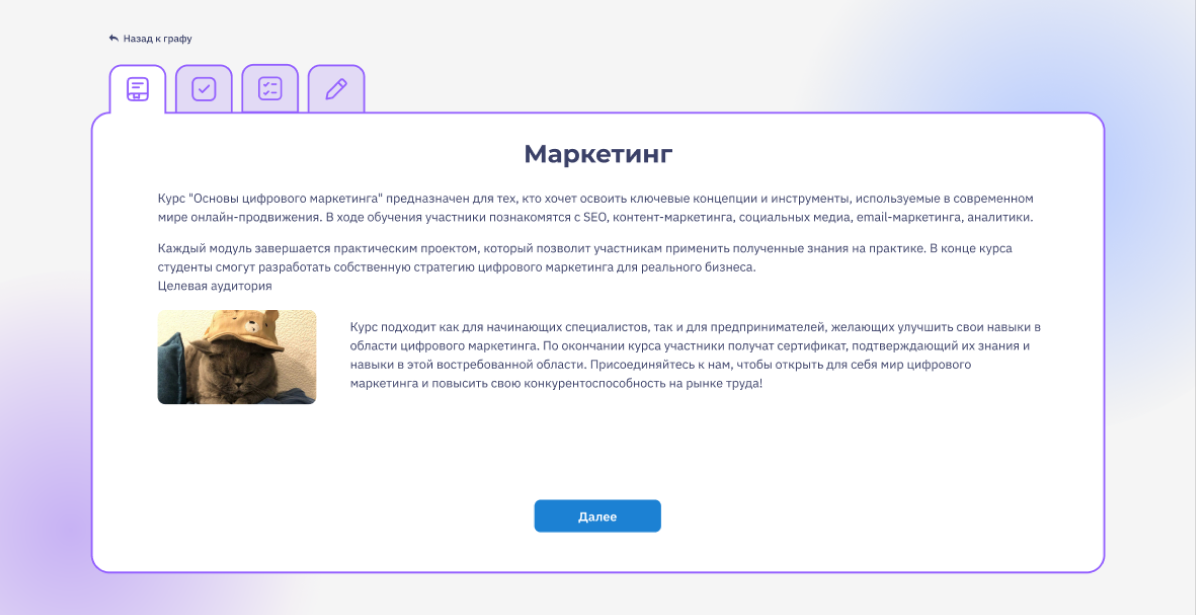 Назад к графу
Маркетинг
Курс "Основы цифрового маркетинга" предназначен для тех, кто хочет освоить ключевые концепции и инструменты, используемые в современном
мире онлайн-продвижения. В ходе обучения участники познакомятся с SEO, контент-маркетинга, социальных медиа, email-маркетинга, аналитики.
Каждый модуль завершается практическим проектом, который позволит участникам применить полученные знания на практике. В конце курса
студенты смогут разработать собственную стратегию цифрового маркетинга для реального бизнеса.
Целевая аудитория
Курс подходит как для начинающих специалистов, так и для предпринимателей, желающих улучшить свои навыки в
области цифрового маркетинга. По окончании курса участники получат сертификат, подтверждающий их знания и
навыки в этой востребованной области. Присоединяйтесь к нам, чтобы открыть для себя мир цифрового
маркетинга и повысить свою конкурентоспособность на рынке труда!
Далее